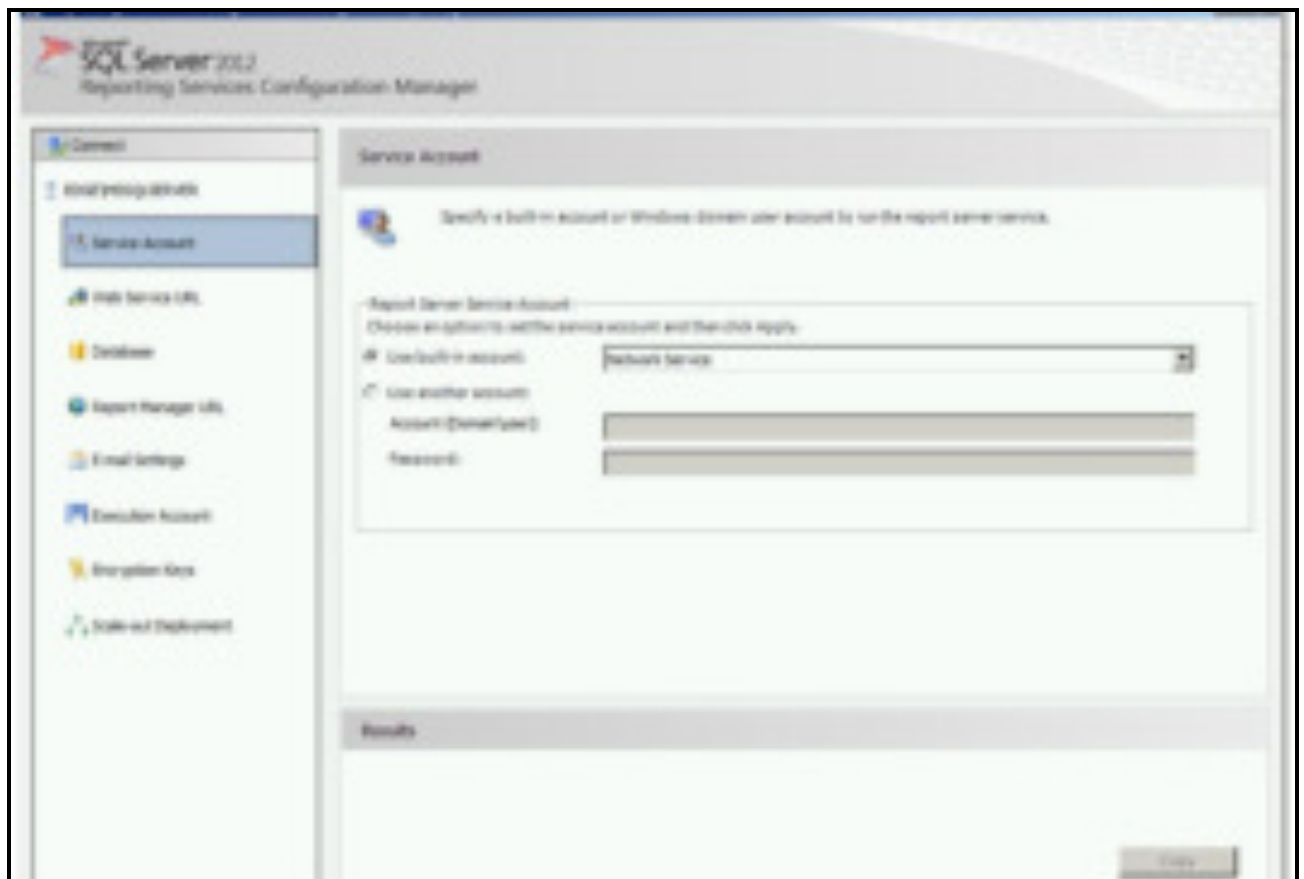 SQL Server 2012
Reporting Services Configuration Manager
Connect
Service Account
Web Service URL
Database
Report Manager URL
E-mail Settings
Execution Account
Encryption Keys
Scale-out Deployment
Service Account
Specify a built-in account or Windows domain user account to run the report server service.
Report Server Service Account
Choose an option to set the service account and then click Apply.
Use built-in account:
Network Service
Use another account:
Account (Domain\user):
Password:
Results
Copy